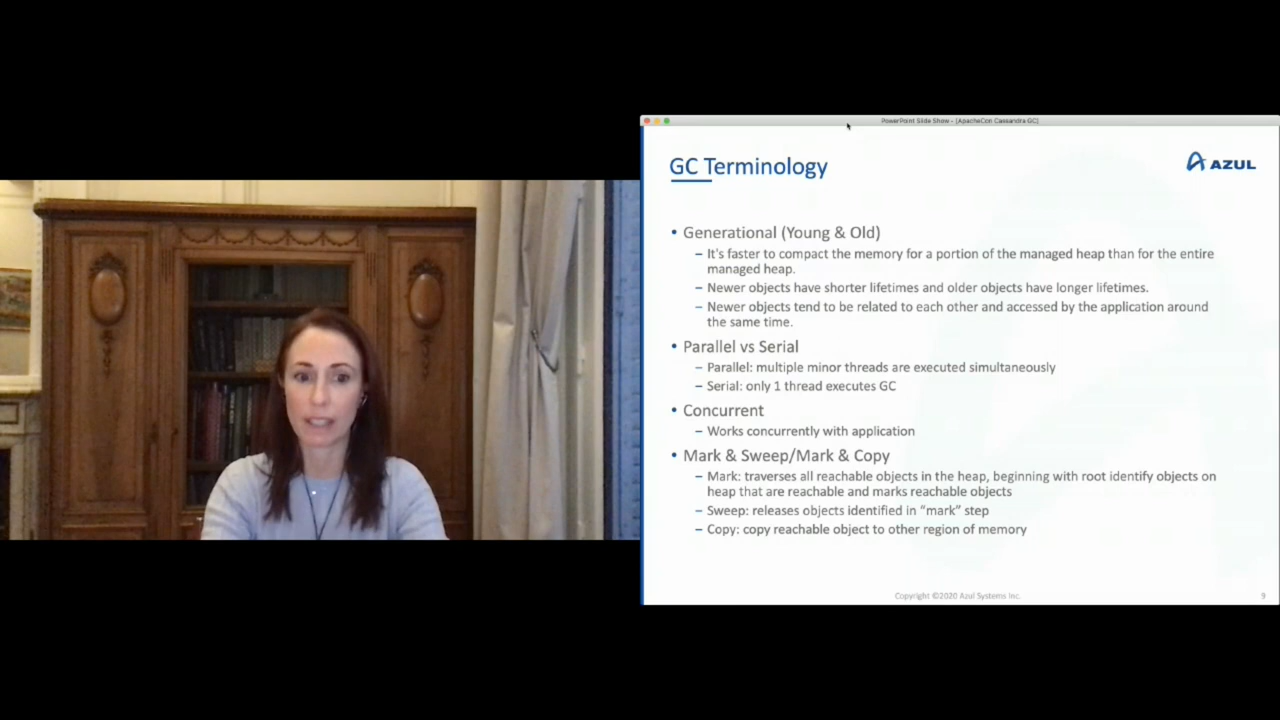 PowerPoint Slide Show - [ApacheCon Cassandra GC]
GC Terminology
AZUL
• Generational (Young & Old)
– It's faster to compact the memory for a portion of the managed heap than for the entire
managed heap.
– Newer objects have shorter lifetimes and older objects have longer lifetimes.
– Newer objects tend to be related to each other and accessed by the application around
the same time.
• Parallel vs Serial
– Parallel: multiple minor threads are executed simultaneously
– Serial: only 1 thread executes GC
• Concurrent
– Works concurrently with application
• Mark & Sweep/Mark & Copy
– Mark: traverses all reachable objects in the heap, beginning with root identify objects on
heap that are reachable and marks reachable objects
– Sweep: releases objects identified in “mark” step
– Copy: copy reachable object to other region of memory
Copyright ©2020 Azul Systems Inc.
9